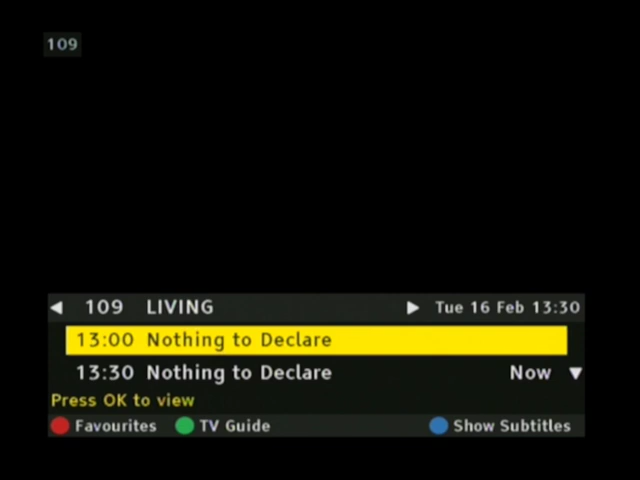 109
109 LIVING Tue 16 Feb 13:30
13:00 Nothing to Declare
13:30 Nothing to Declare Now
Press OK to view
Favourites TV Guide Show Subtitles